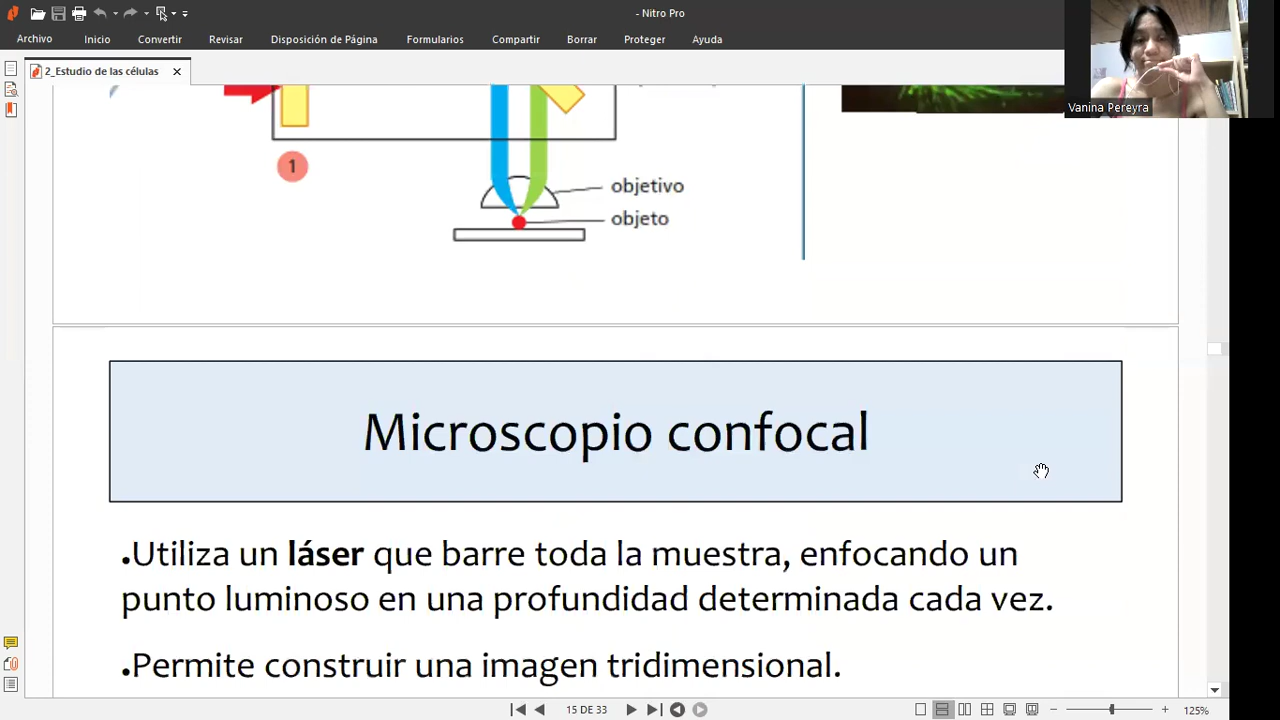 - Nitro Pro
Archivo Inicio Convertir Revisar Disposición de Página Formularios Compartir Borrar Proteger Ayuda
2_Estudio de las células
Vanina Pereyra
1
objetivo
objeto
Microscopio confocal
•Utiliza un láser que barre toda la muestra, enfocando un
punto luminoso en una profundidad determinada cada vez.
•Permite construir una imagen tridimensional.
15 DE 33
125%